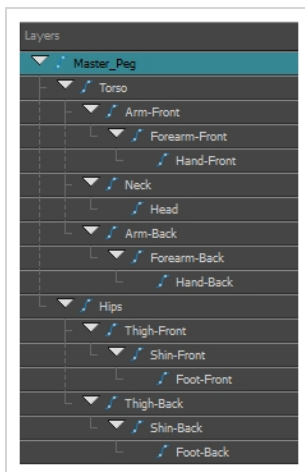 Layers
Master_Peg
Torso
Arm-Front
Forearm-Front
Hand-Front
Neck
Head
Arm-Back
Forearm-Back
Hand-Back
Hips
Thigh-Front
Shin-Front
Foot-Front
Thigh-Back
Shin-Back
Foot-Back